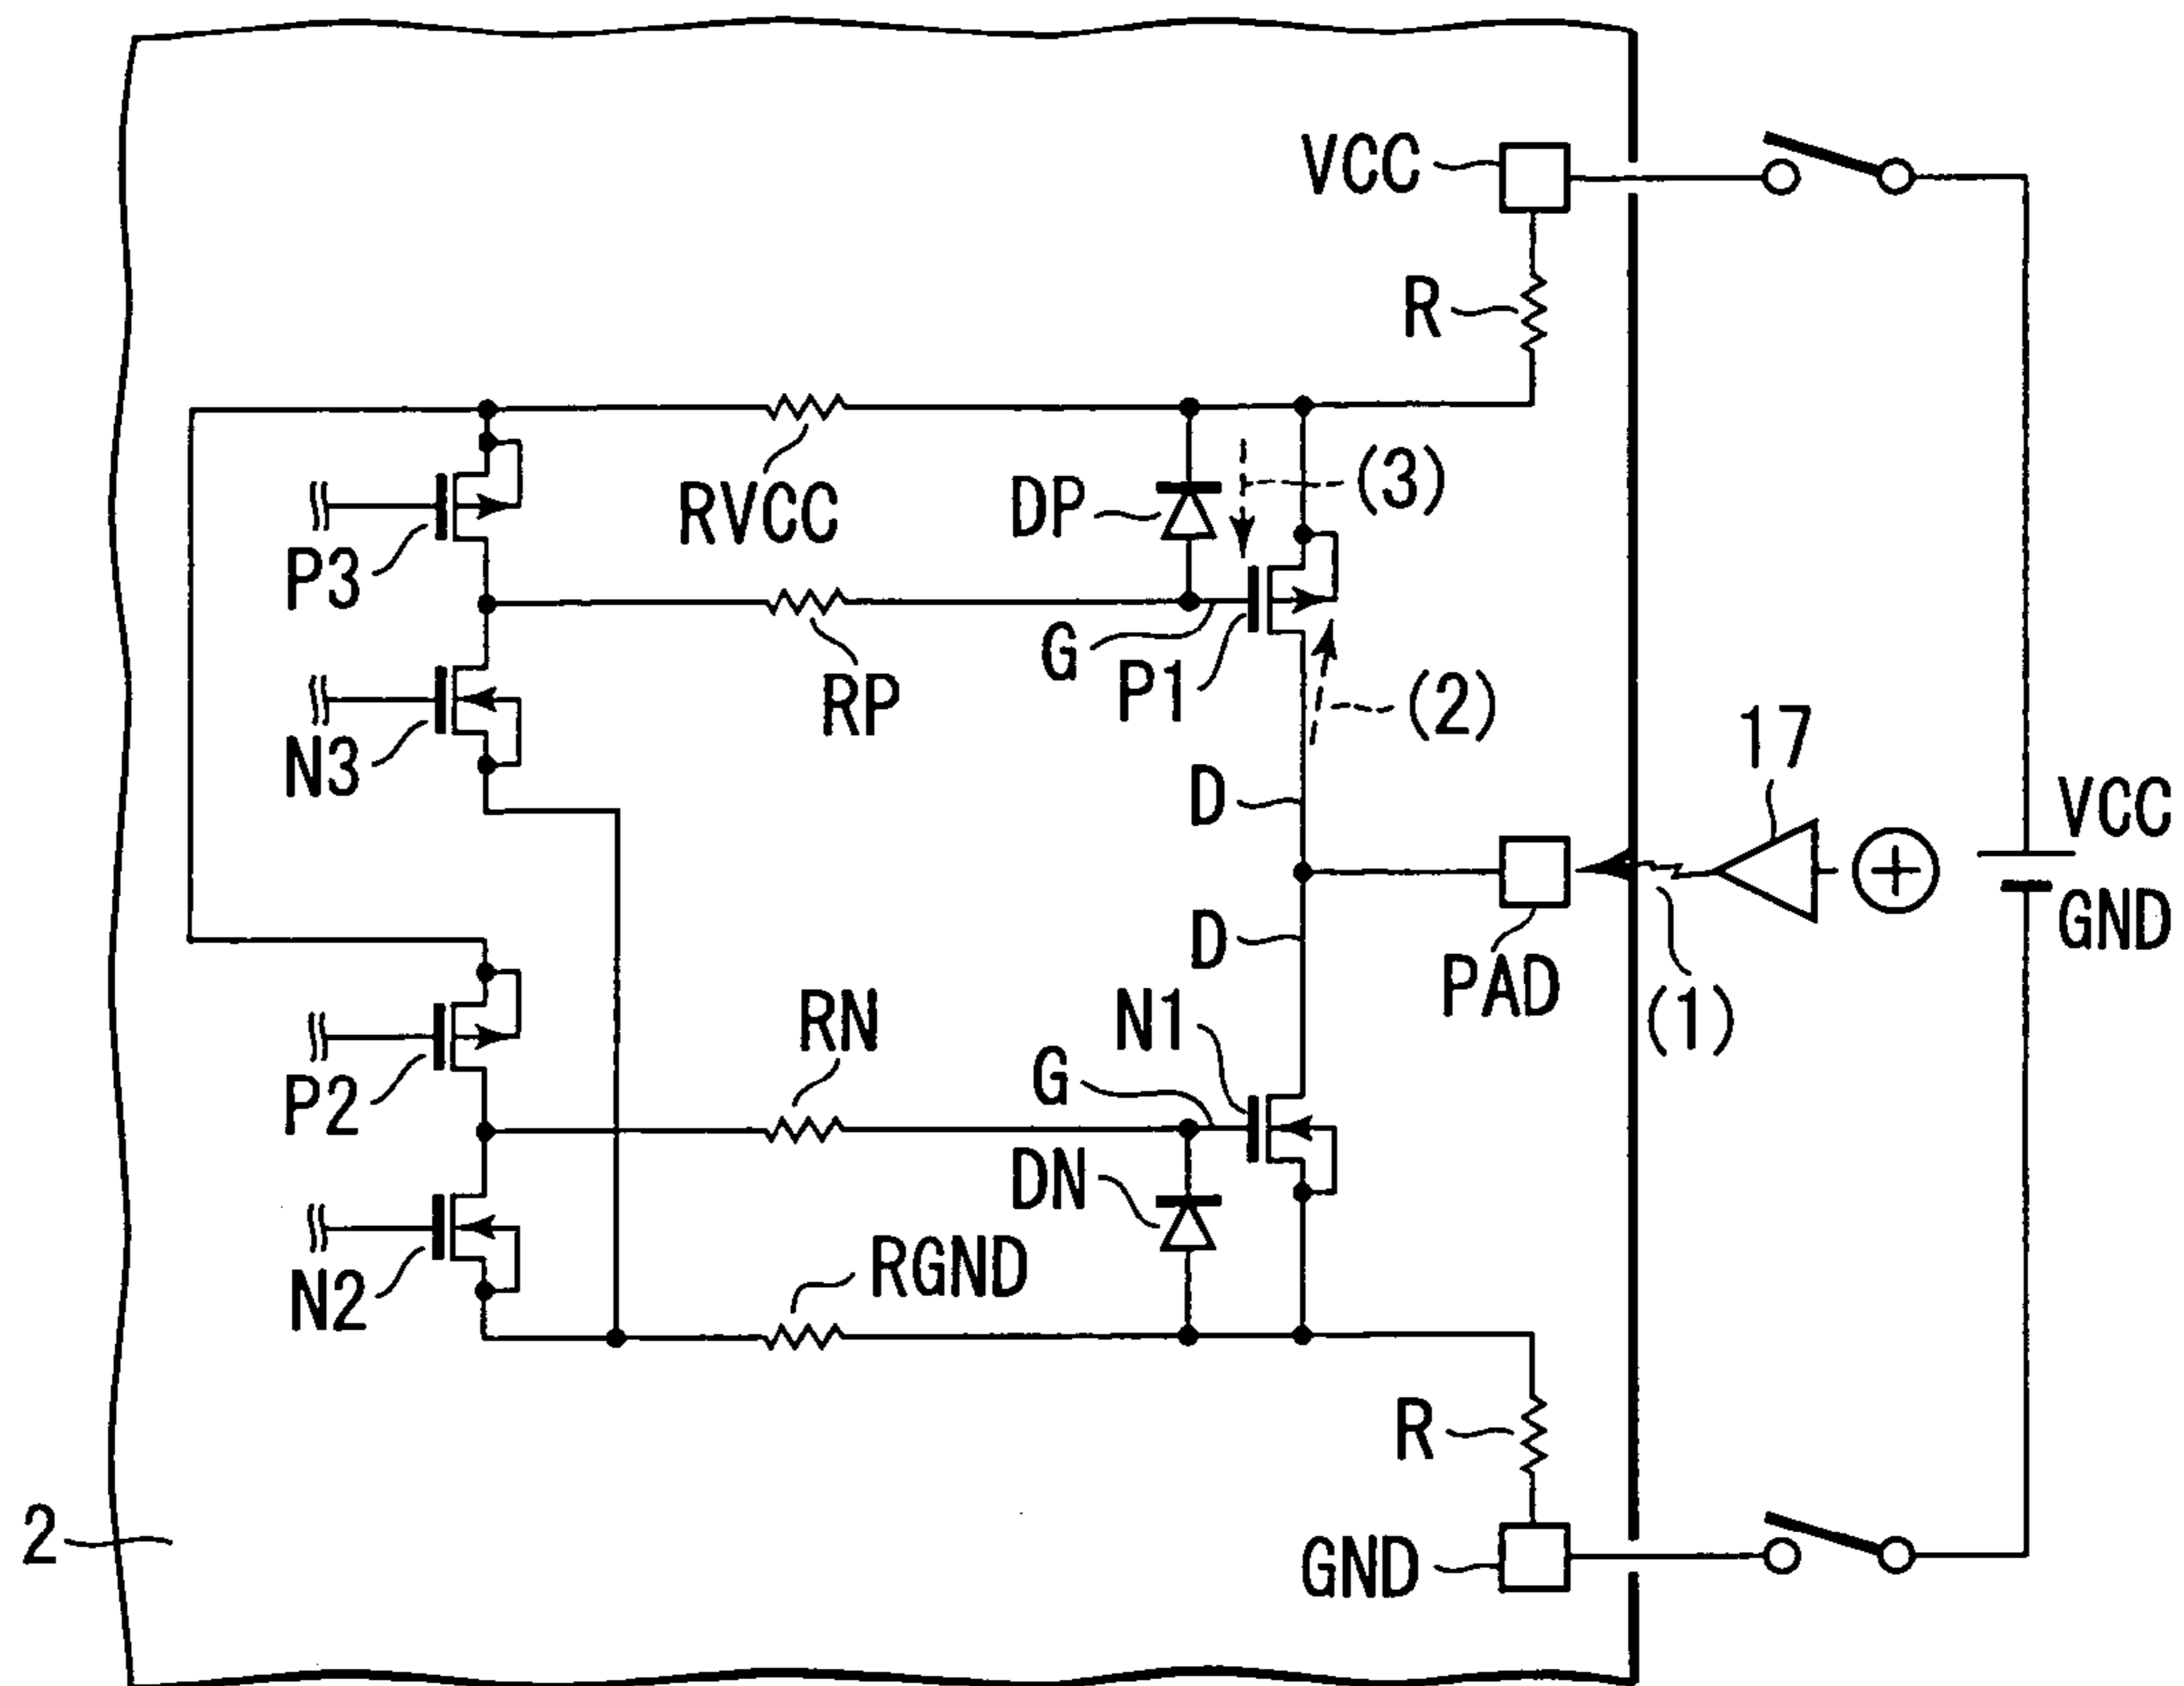 VCC
R
RVCC
DP
(3)
P3
G
P1
RP
(2)
N3
17
D
VCC
GND
D
PAD
(1)
RN
N1
G
P2
DN
RGND
N2
R
2
GND